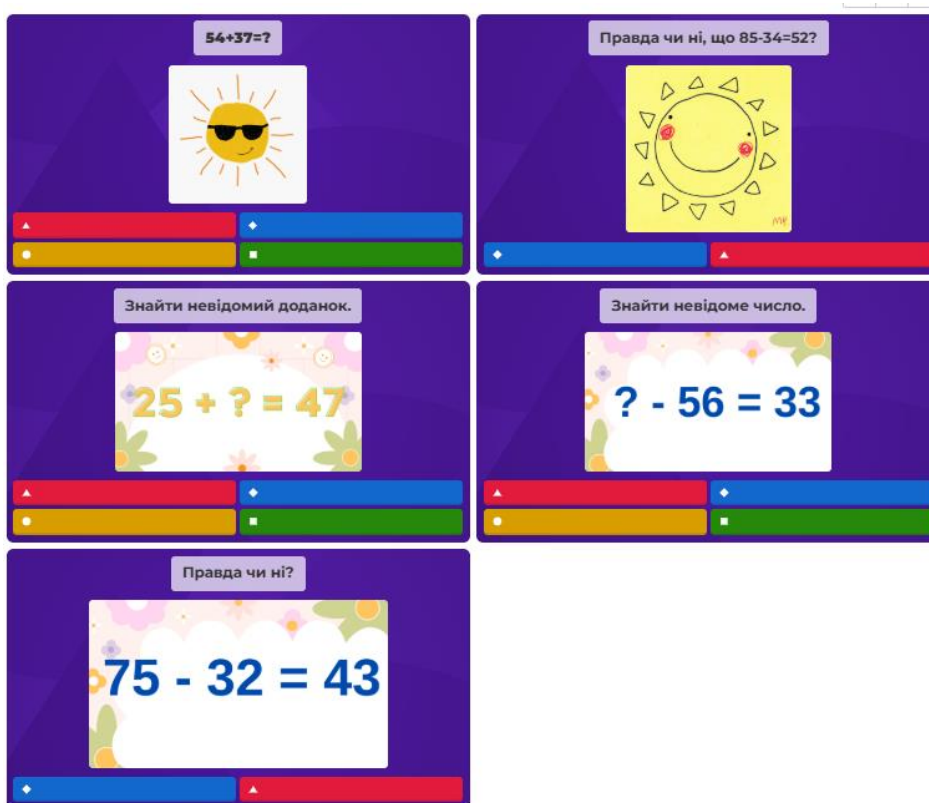 54+37=?
Правда чи ні, що 85-34=52?
Знайти невідомий доданок.
25 + ? = 47
Знайти невідоме число.
? - 56 = 33
Правда чи ні?
75 - 32 = 43